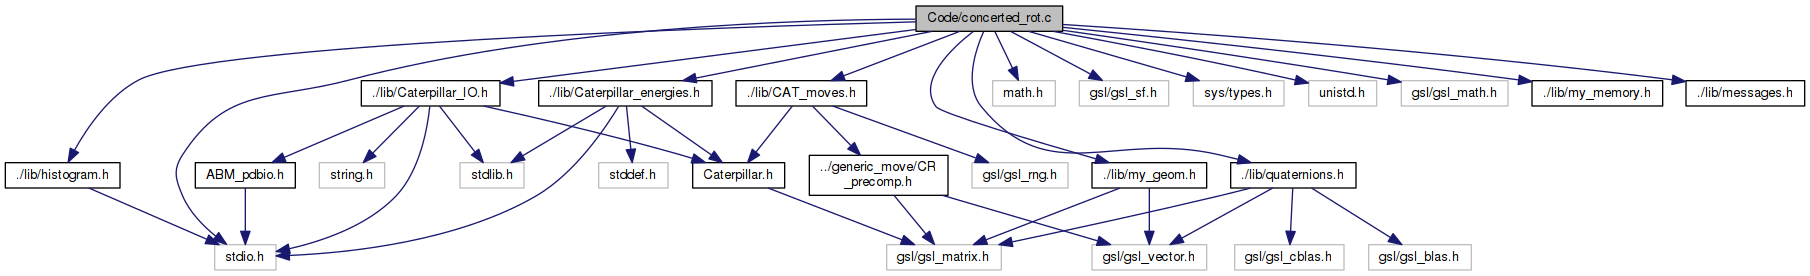 Code/concerted_rot.c
./lib/Caterpillar_IO.h
./lib/Caterpillar_energies.h
./lib/CAT_moves.h
math.h
gsl/gsl_sf.h
sys/types.h
unistd.h
gsl/gsl_math.h
./lib/my_memory.h
./lib/messages.h
./lib/histogram.h
ABM_pdbio.h
string.h
stdlib.h
stddef.h
Caterpillar.h
../generic_move/CR
_precomp.h
gsl/gsl_rng.h
./lib/my_geom.h
./lib/quaternions.h
stdio.h
gsl/gsl_matrix.h
gsl/gsl_vector.h
gsl/gsl_cblas.h
gsl/gsl_blas.h